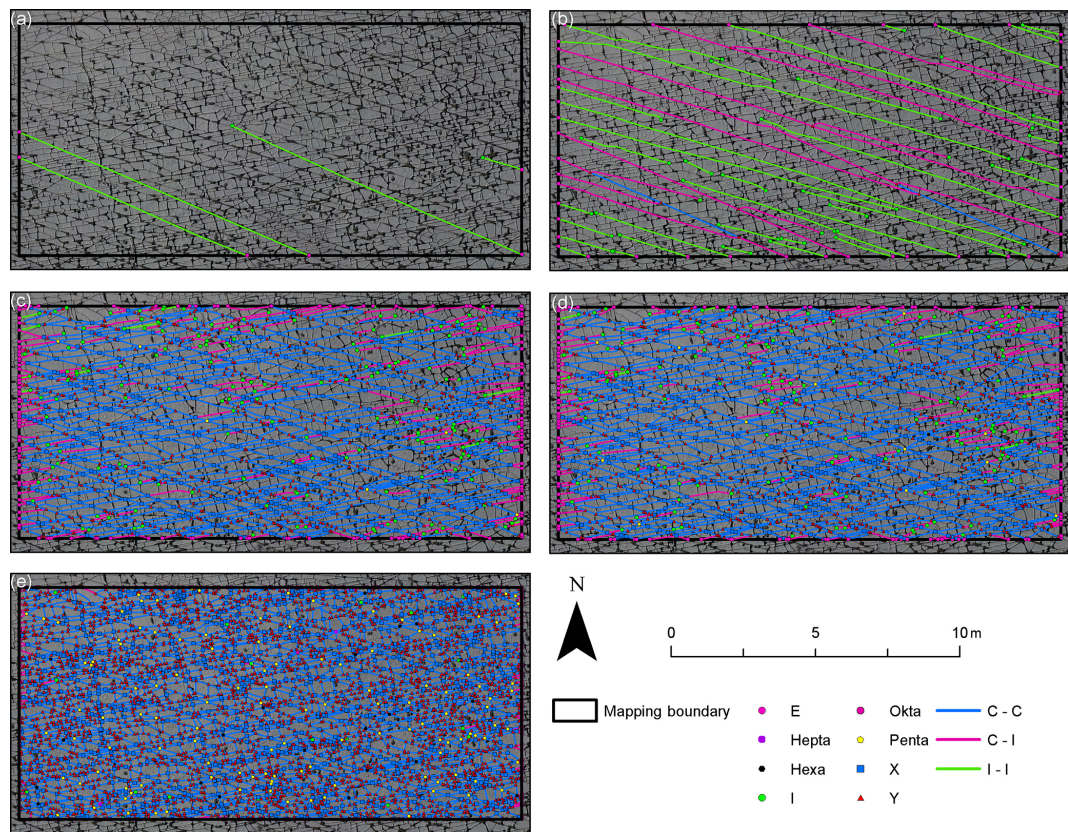 (a)
(b)
(c)
(d)
(e)
N
0 5 10 m
Mapping boundary
E
Hepta
Hexa
I
Okta
Penta
X
Y
C - C
C - I
I - I